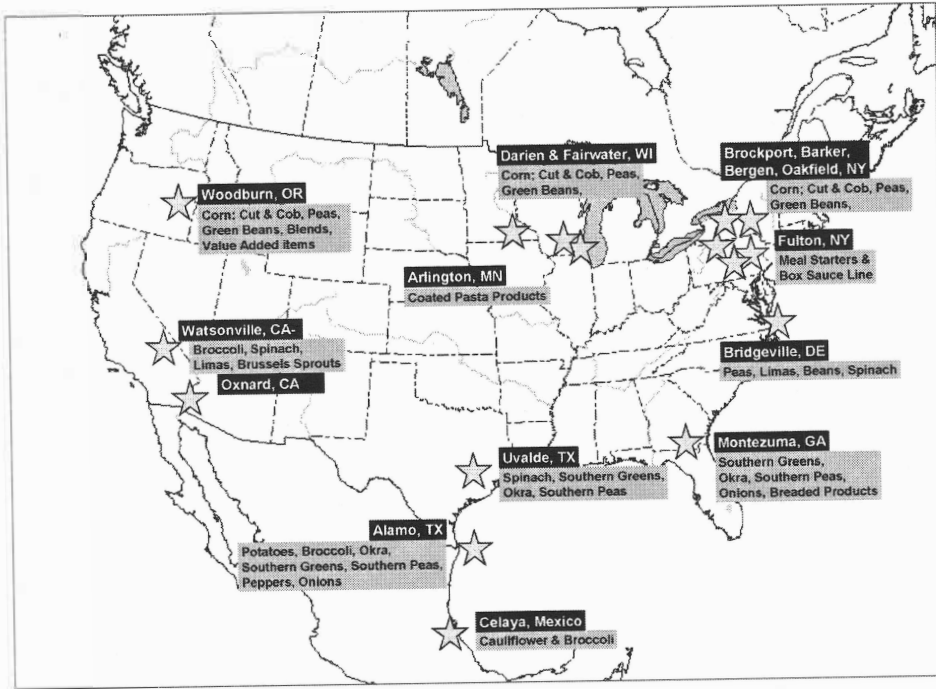 Darien & Fairwater, WI
Corn; Cut & Cob, Peas,
Green Beans,
Brockport, Barker,
Bergen, Oakfield, NY
Corn; Cut & Cob, Peas,
Green Beans,
Woodburn, OR
Corn; Cut & Cob, Peas,
Green Beans, Blends,
Value Added items
Fulton, NY
Meal Starters &
Box Sauce Line
Arlington, MN
Coated Pasta Products
Watsonville, CA-
Broccoli, Spinach,
Limas, Brussels Sprouts
Oxnard, CA
Bridgeville, DE
Peas, Limas, Beans, Spinach
Montezuma, GA
Southern Greens,
Okra, Southern Peas,
Onions, Breaded Products
Uvalde, TX
Spinach, Southern Greens,
Okra, Southern Peas
Alamo, TX
Potatoes, Broccoli, Okra,
Southern Greens, Southern Peas,
Peppers, Onions
Celaya, Mexico
Cauliflower & Broccoli